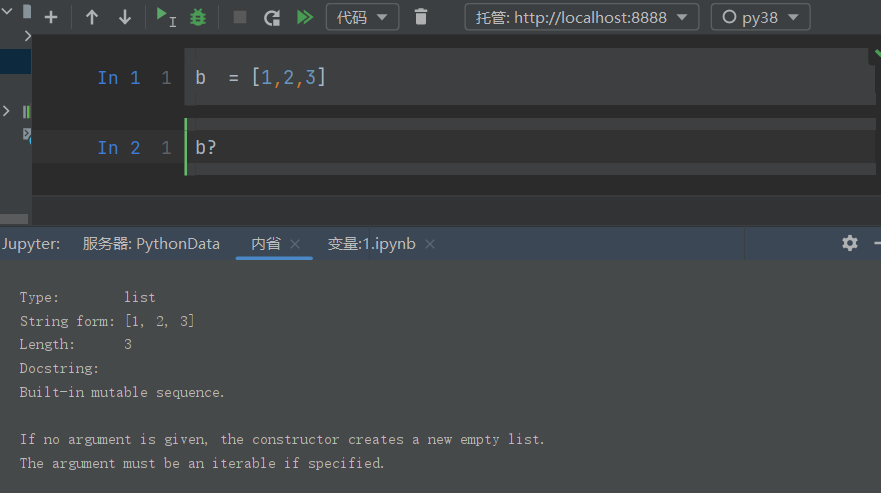 代码
托管: http://localhost:8888
py38
In 1 1 b = [1,2,3]
In 2 1 b?
Jupyter: 服务器: PythonData 内省 变量:1.ipynb
Type: list
String form: [1, 2, 3]
Length: 3
Docstring:
Built-in mutable sequence.
If no argument is given, the constructor creates a new empty list.
The argument must be an iterable if specified.